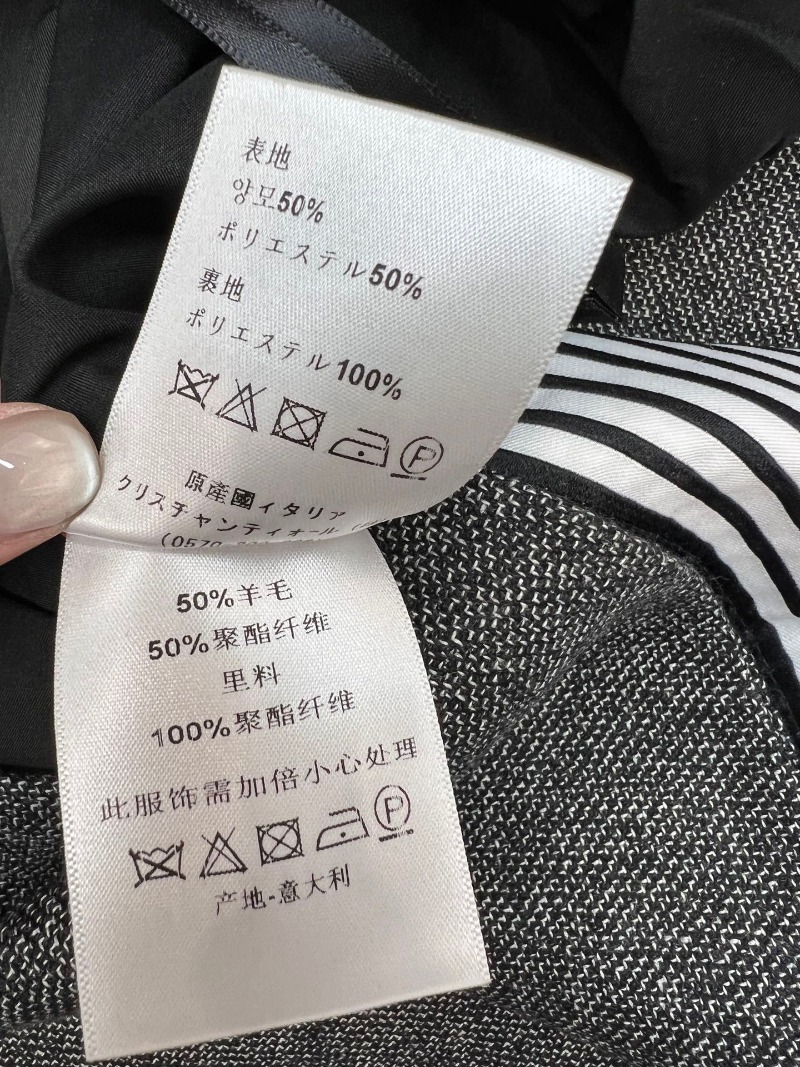 表地
양모50%
ポリエステル50%
裏地
ポリエステル100%
P
原産國イタリア
クリスチャンディオール
(0570
50%羊毛
50%聚酯纤维
里料
100%聚酯纤维
此服饰需加倍小心处理
P
产地-意大利